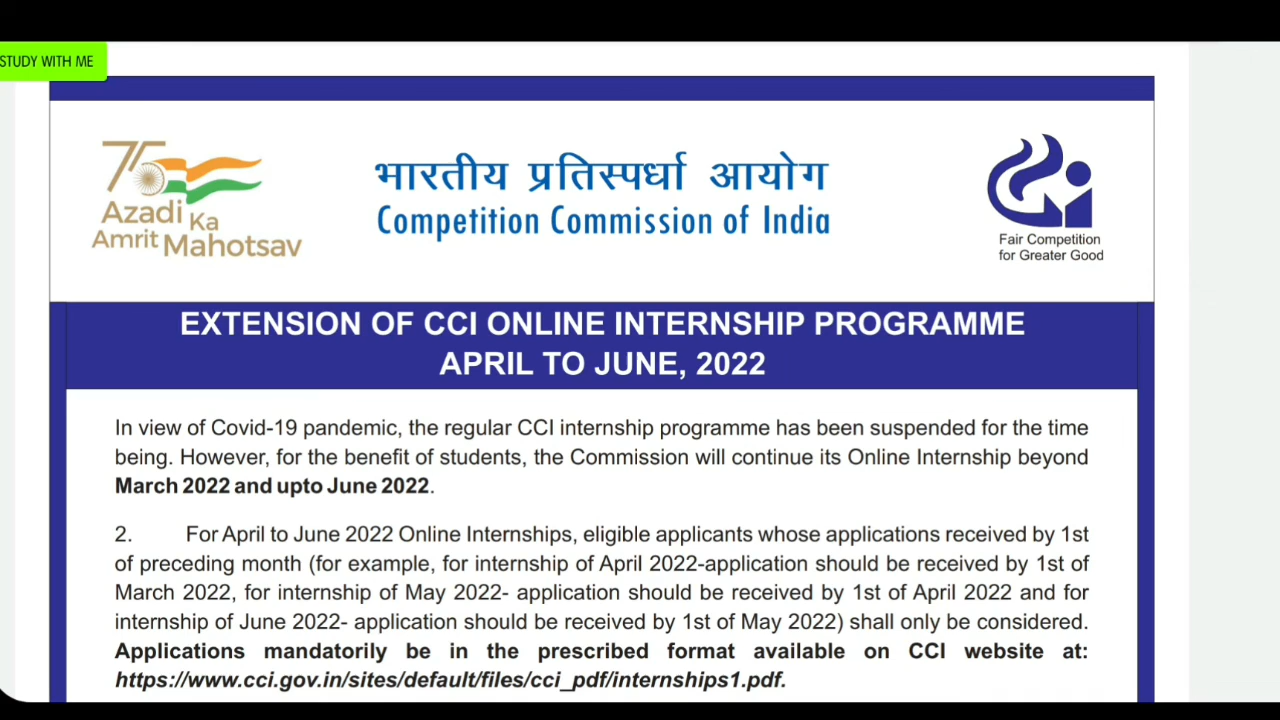 STUDY WITH ME
75
Azadi Ka
Amrit Mahotsav
भारतीय प्रतिस्पर्धा आयोग
Competition Commission of India
Fair Competition
for Greater Good
EXTENSION OF CCI ONLINE INTERNSHIP PROGRAMME
APRIL TO JUNE, 2022
In view of Covid-19 pandemic, the regular CCI internship programme has been suspended for the time
being. However, for the benefit of students, the Commission will continue its Online Internship beyond
March 2022 and upto June 2022.
2. For April to June 2022 Online Internships, eligible applicants whose applications received by 1st
of preceding month (for example, for internship of April 2022-application should be received by 1st of
March 2022, for internship of May 2022- application should be received by 1st of April 2022 and for
internship of June 2022- application should be received by 1st of May 2022) shall only be considered.
Applications mandatorily be in the prescribed format available on CCI website at:
https://www.cci.gov.in/sites/default/files/cci_pdf/internships1.pdf.